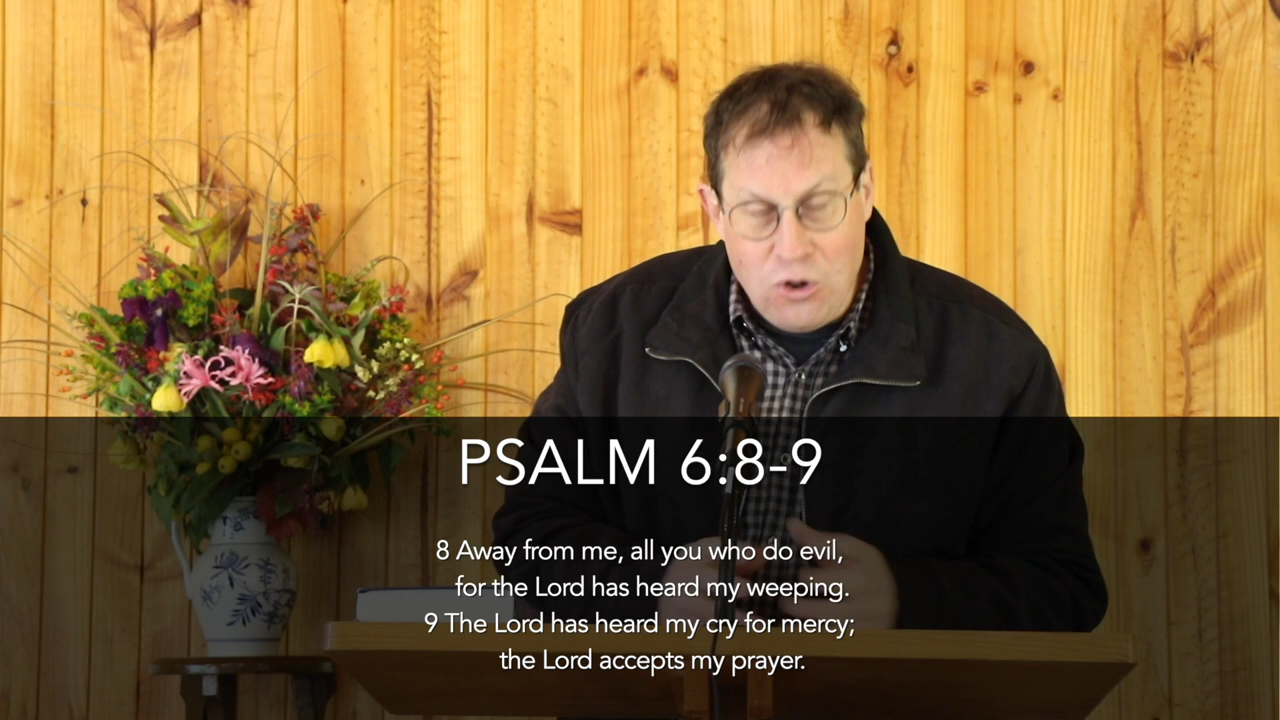 PSALM 6:8-9
8 Away from me, all you who do evil,
for the Lord has heard my weeping.
9 The Lord has heard my cry for mercy;
the Lord accepts my prayer.